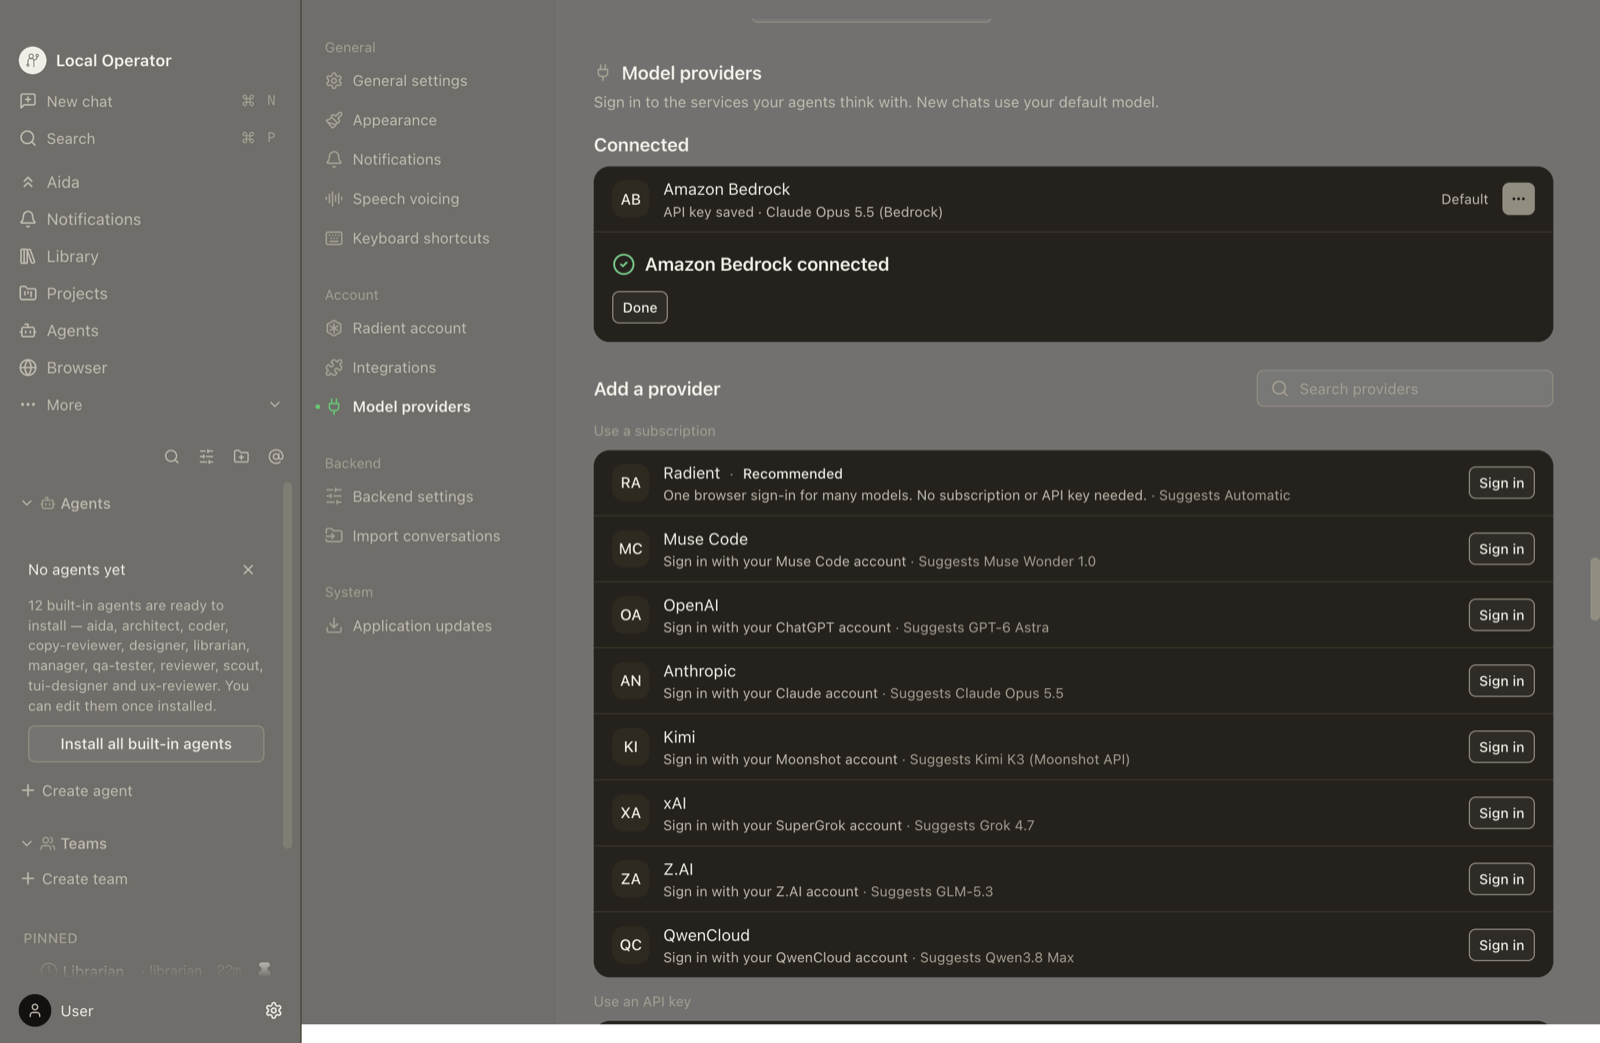 Local Operator
New chat ⌘ N
Search ⌘ P
Aida
Notifications
Library
Projects
Agents
Browser
More
Agents
No agents yet
12 built-in agents are ready to
install — aida, architect, coder,
copy-reviewer, designer, librarian,
manager, qa-tester, reviewer, scout,
tui-designer and ux-reviewer. You
can edit them once installed.
Install all built-in agents
Create agent
Teams
Create team
PINNED
Librarian · librarian 22m
User
General
General settings
Appearance
Notifications
Speech voicing
Keyboard shortcuts
Account
Radient account
Integrations
Model providers
Backend
Backend settings
Import conversations
System
Application updates
Model providers
Sign in to the services your agents think with. New chats use your default model.
Connected
AB
Amazon Bedrock
API key saved · Claude Opus 5.5 (Bedrock)
Default
Amazon Bedrock connected
Done
Add a provider
Search providers
Use a subscription
RA
Radient · Recommended
One browser sign-in for many models. No subscription or API key needed. · Suggests Automatic
Sign in
MC
Muse Code
Sign in with your Muse Code account · Suggests Muse Wonder 1.0
Sign in
OA
OpenAI
Sign in with your ChatGPT account · Suggests GPT-6 Astra
Sign in
AN
Anthropic
Sign in with your Claude account · Suggests Claude Opus 5.5
Sign in
KI
Kimi
Sign in with your Moonshot account · Suggests Kimi K3 (Moonshot API)
Sign in
XA
xAI
Sign in with your SuperGrok account · Suggests Grok 4.7
Sign in
ZA
Z.AI
Sign in with your Z.AI account · Suggests GLM-5.3
Sign in
QC
QwenCloud
Sign in with your QwenCloud account · Suggests Qwen3.8 Max
Sign in
Use an API key